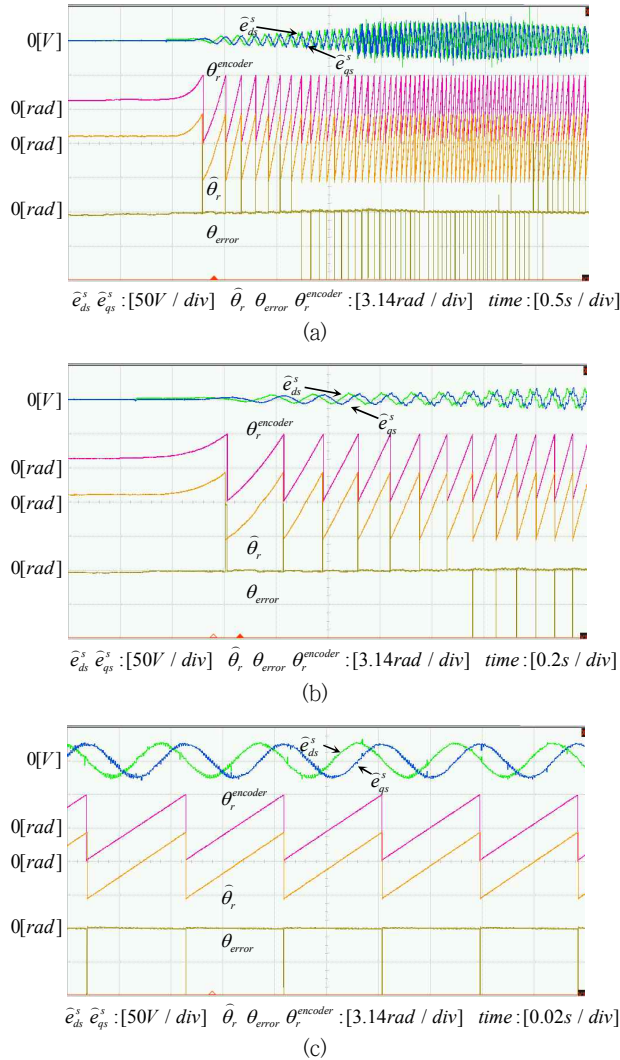 ê_ds^s
0[V]
ê_qs^s
θ_r^encoder
0[rad]
0[rad]
θ̂_r
0[rad]
θ_error
ê_ds^s ê_qs^s : [50V / div] θ̂_r θ_error θ_r^encoder : [3.14rad / div] time : [0.5s / div]
(a)
ê_ds^s
0[V]
ê_qs^s
θ_r^encoder
0[rad]
0[rad]
θ̂_r
0[rad]
θ_error
ê_ds^s ê_qs^s : [50V / div] θ̂_r θ_error θ_r^encoder : [3.14rad / div] time : [0.2s / div]
(b)
ê_ds^s
0[V]
ê_qs^s
θ_r^encoder
0[rad]
0[rad]
θ̂_r
0[rad]
θ_error
ê_ds^s ê_qs^s : [50V / div] θ̂_r θ_error θ_r^encoder : [3.14rad / div] time : [0.02s / div]
(c)